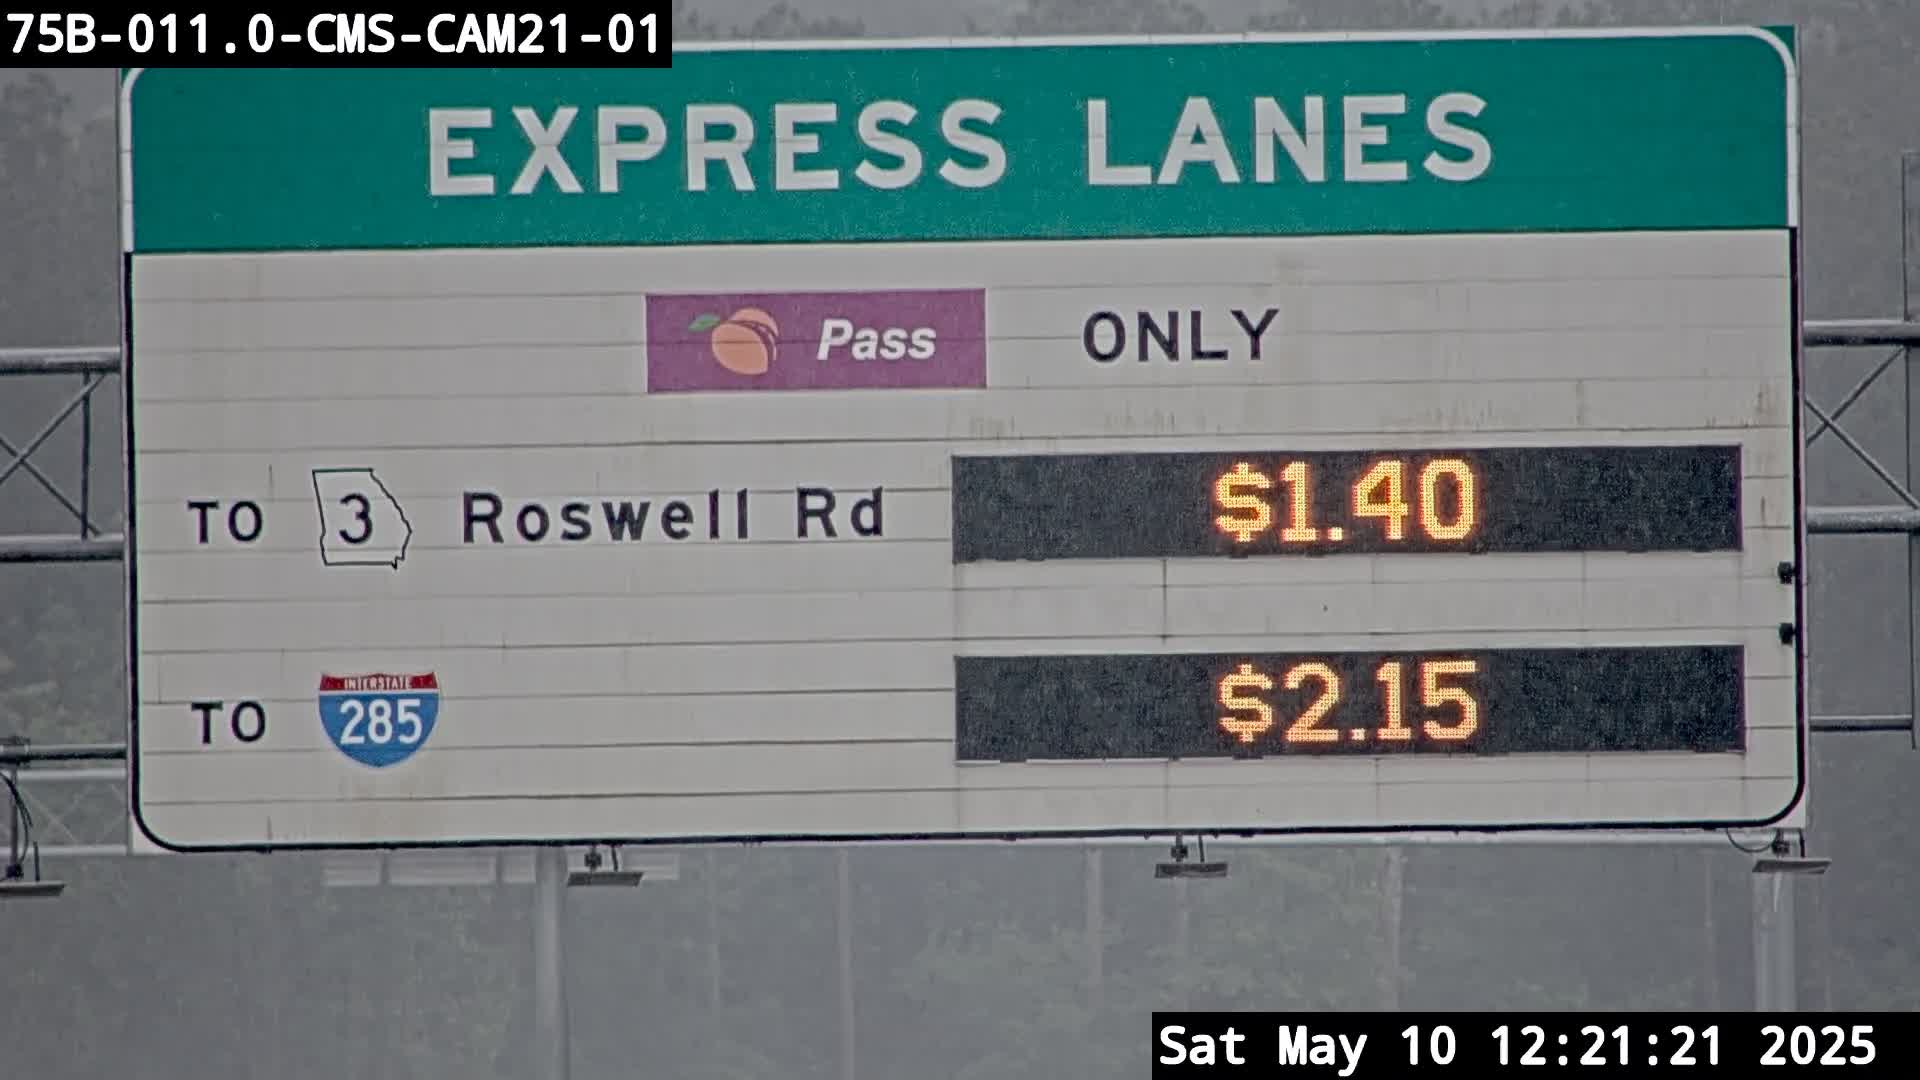 75B-011.0-CMS-CAM21-01
EXPRESS LANES
Pass ONLY
TO 3 Roswell Rd $1.40
TO INTERSTATE 285 $2.15
Sat May 10 12:21:21 2025